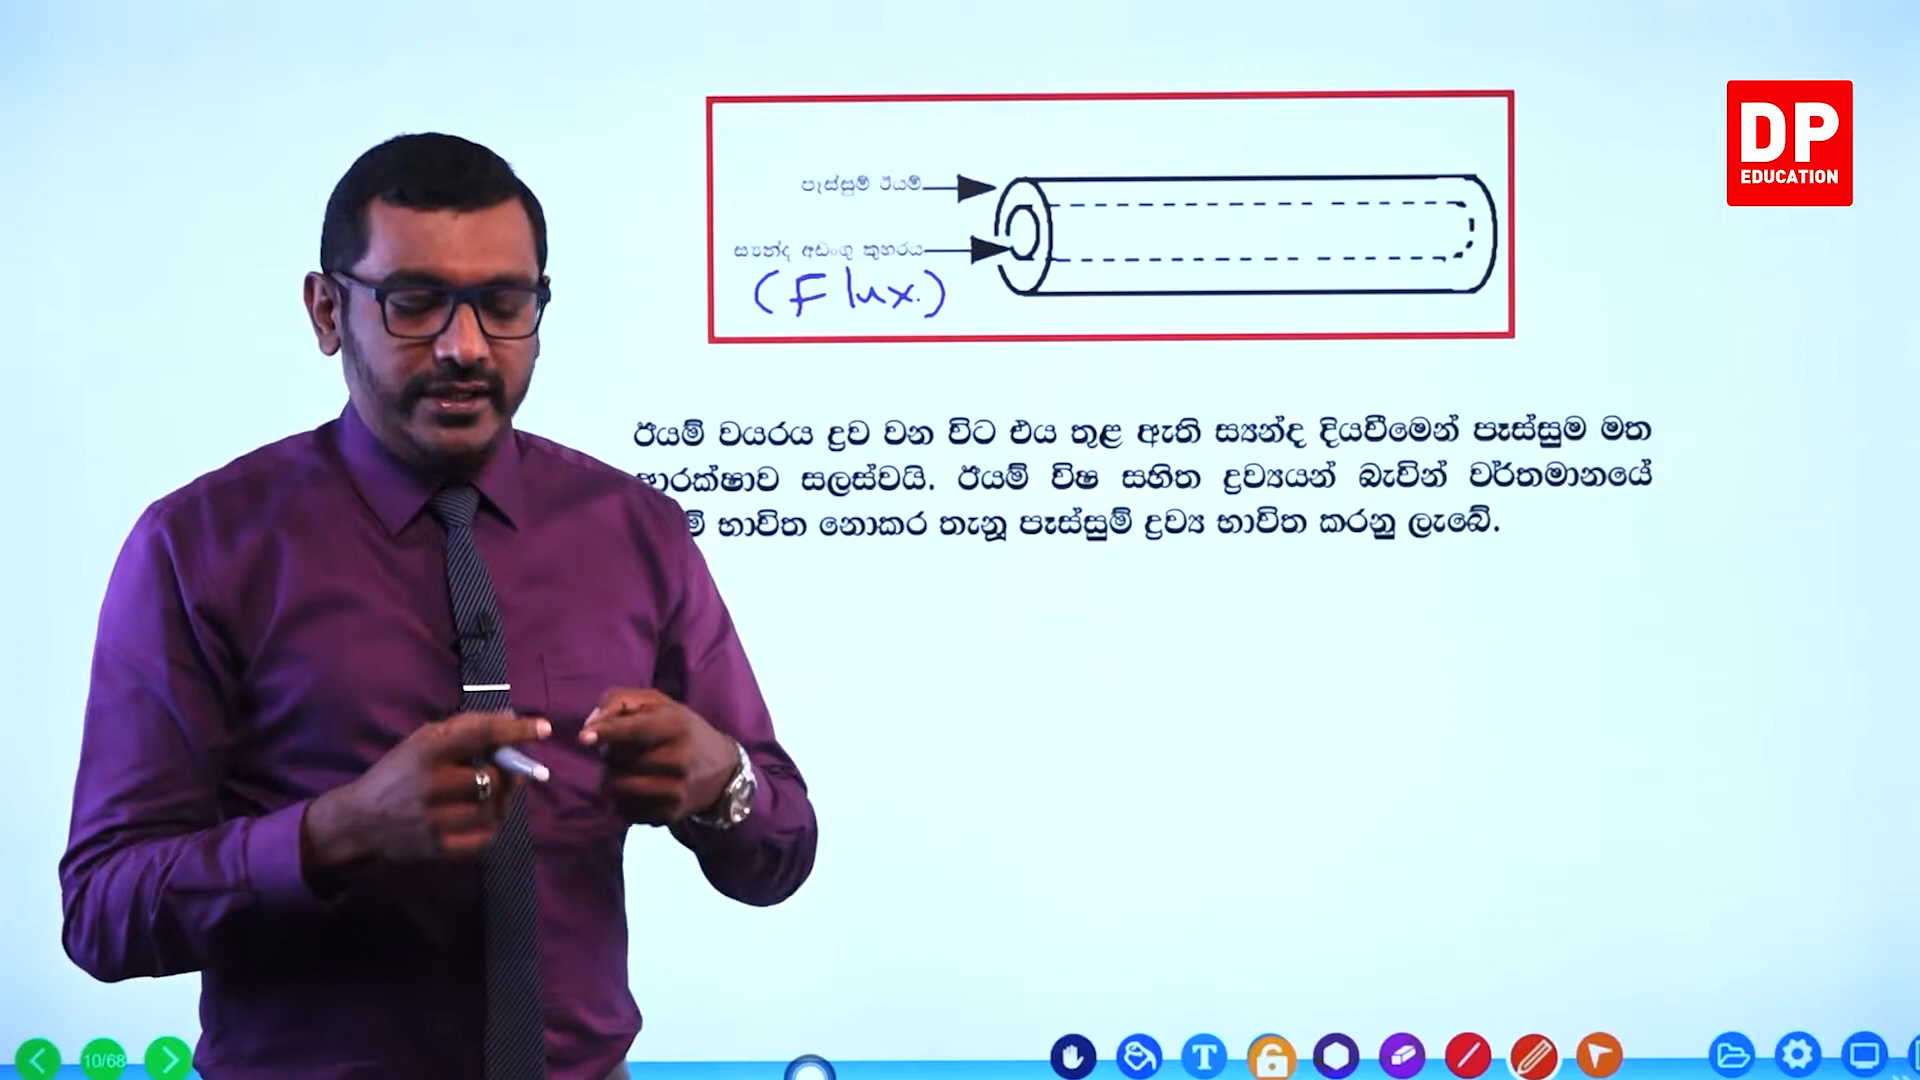 DP
EDUCATION
පෑස්සුම් ඊයම්
ස්‍යන්ද අඩංගු කුහරය
(Flux.)
ඊයම් වයරය ද්‍රව වන විට එය තුළ ඇති ස්‍යන්ද දියවීමෙන් පෑස්සුම මත
ආරක්ෂාව සලස්වයි. ඊයම් විෂ සහිත ද්‍රව්‍යයන් බැවින් වර්තමානයේ
භාවිත නොකර තැනූ පෑස්සුම් ද්‍රව්‍ය භාවිත කරනු ලැබේ.
10/68
T